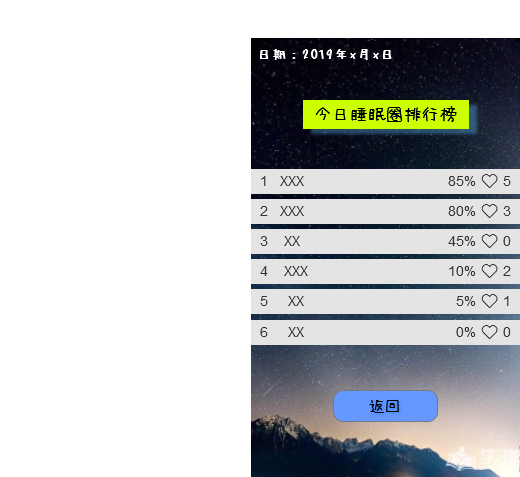 日期：2019年x月x日
今日睡眠圈排行榜
1 XXX 85% 5
2 XXX 80% 3
3 XX 45% 0
4 XXX 10% 2
5 XX 5% 1
6 XX 0% 0
返回
学习